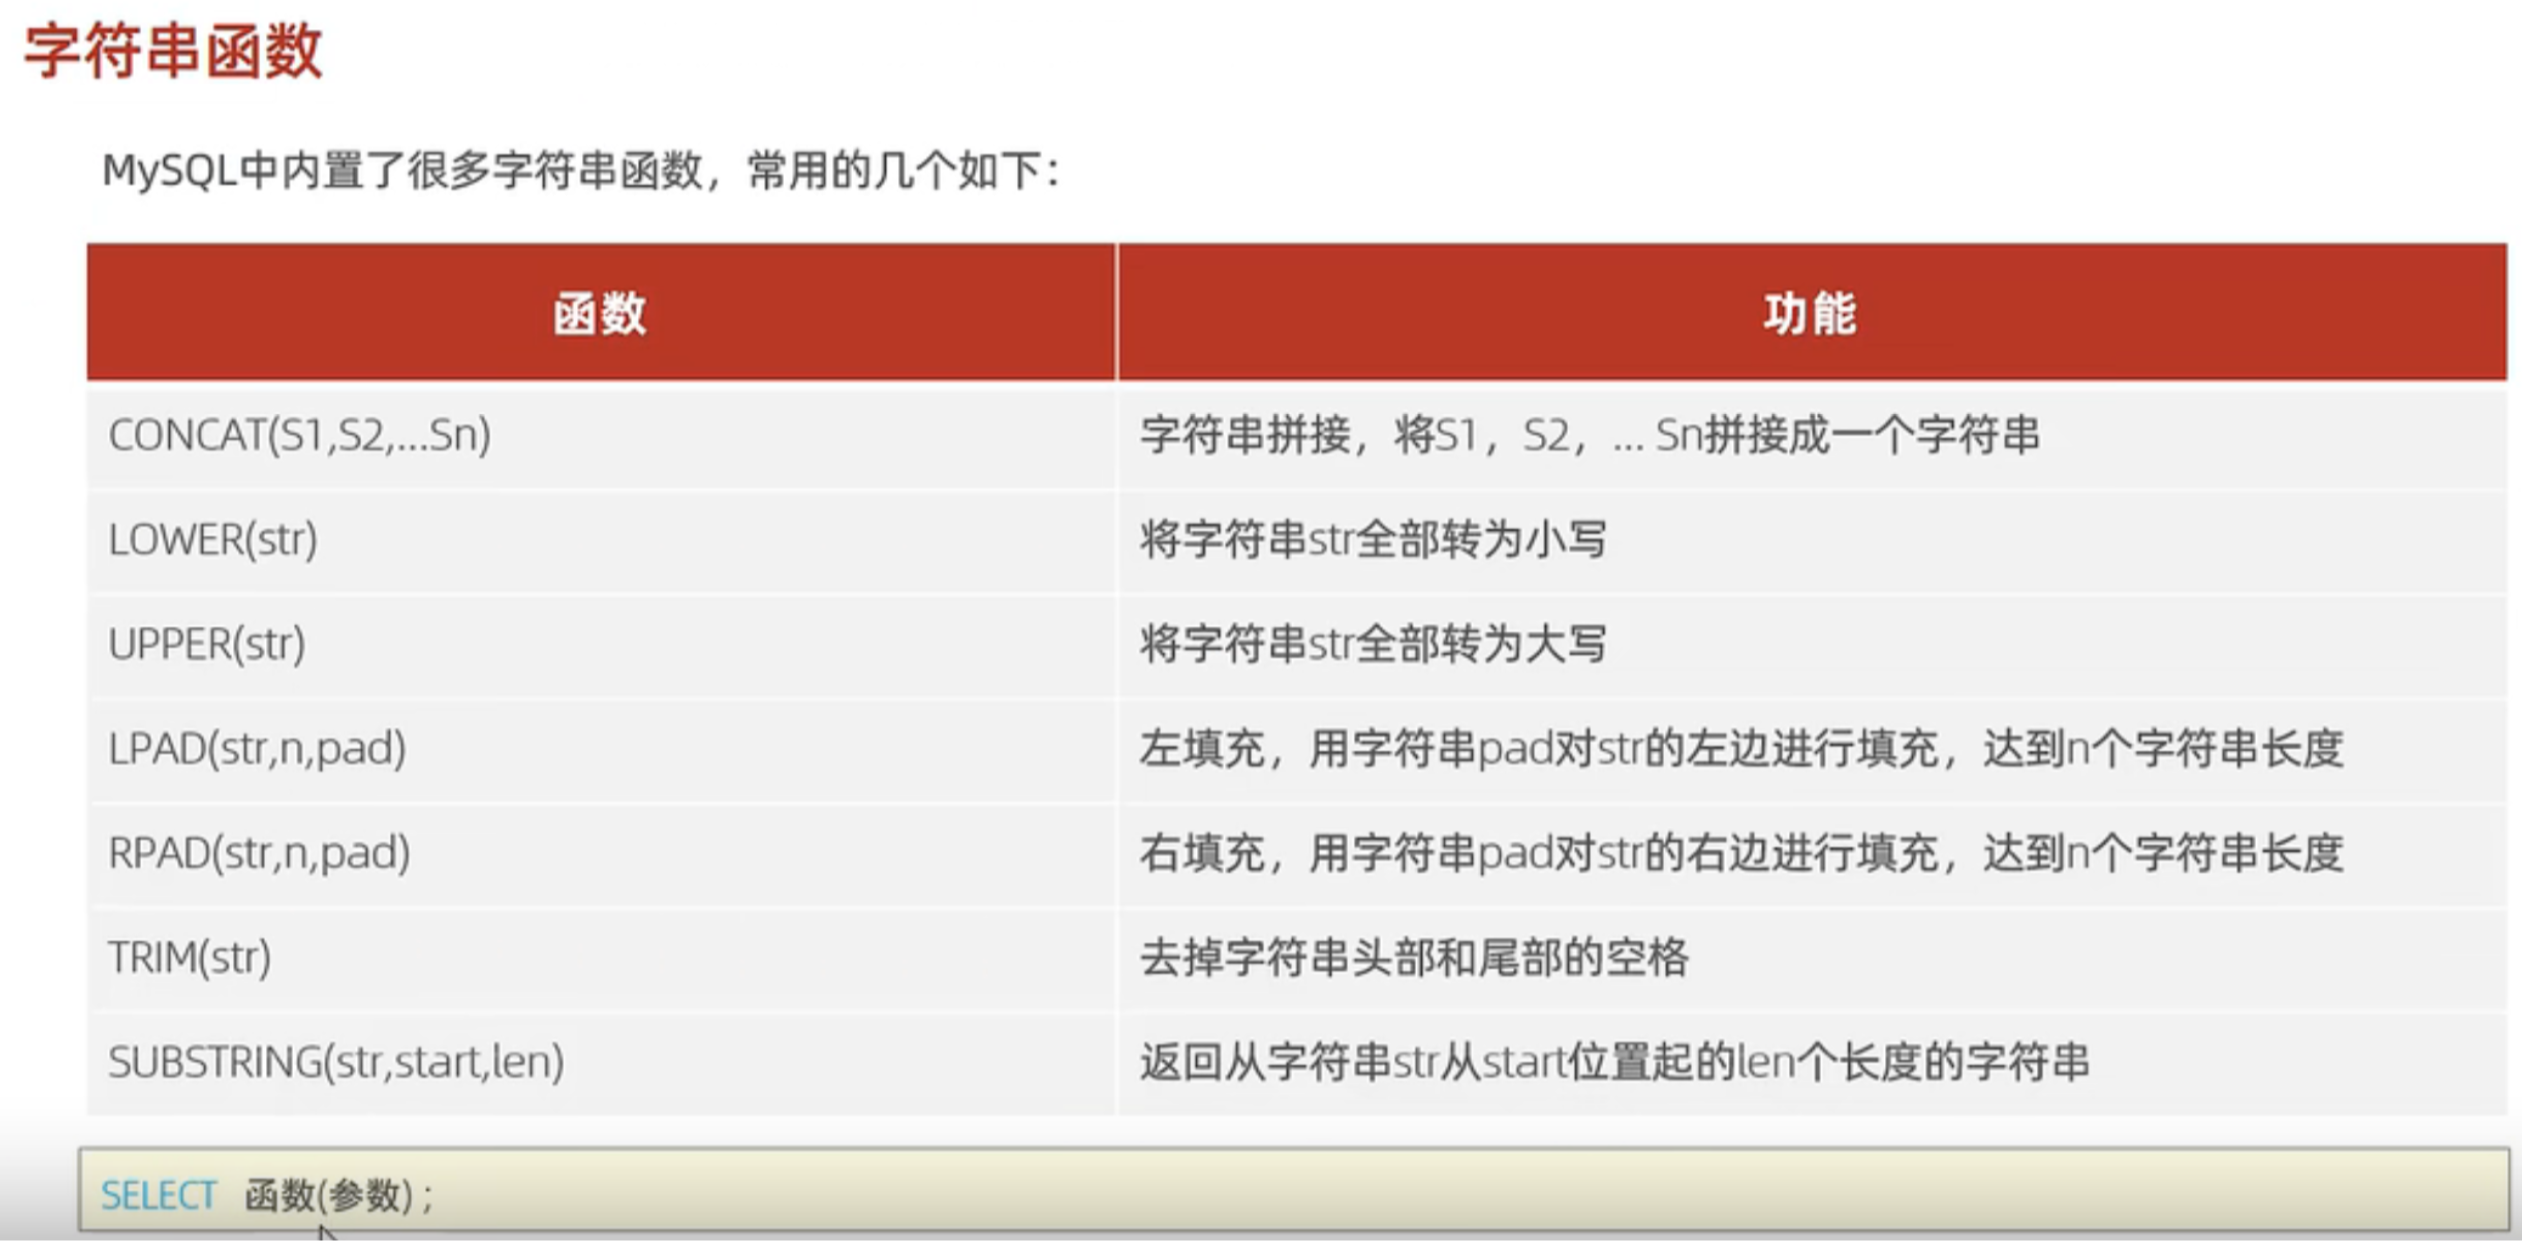 字符串函数
MySQL中内置了很多字符串函数，常用的几个如下：
函数 功能
CONCAT(S1,S2,...Sn) 字符串拼接，将S1，S2，... Sn拼接成一个字符串
LOWER(str) 将字符串str全部转为小写
UPPER(str) 将字符串str全部转为大写
LPAD(str,n,pad) 左填充，用字符串pad对str的左边进行填充，达到n个字符串长度
RPAD(str,n,pad) 右填充，用字符串pad对str的右边进行填充，达到n个字符串长度
TRIM(str) 去掉字符串头部和尾部的空格
SUBSTRING(str,start,len) 返回从字符串str从start位置起的len个长度的字符串
SELECT 函数(参数) ;